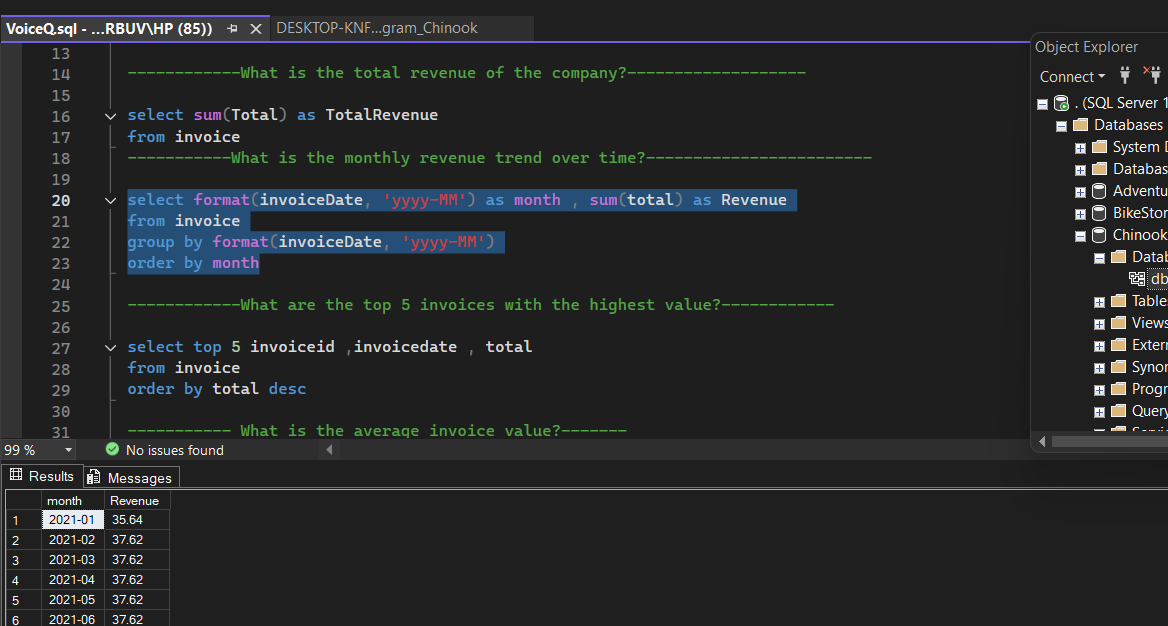 VoiceQ.sql - ...RBUV\HP (85))
DESKTOP-KNF...gram_Chinook
13
14 ------------What is the total revenue of the company?-------------------
15
16 select sum(Total) as TotalRevenue
17 from invoice
18 -----------What is the monthly revenue trend over time?------------------------
19
20 select format(invoiceDate, 'yyyy-MM') as month , sum(total) as Revenue
21 from invoice
22 group by format(invoiceDate, 'yyyy-MM')
23 order by month
24
25 ------------What are the top 5 invoices with the highest value?------------
26
27 select top 5 invoiceid ,invoicedate , total
28 from invoice
29 order by total desc
30
31 ----------- What is the average invoice value?-------
99 %
No issues found
Object Explorer
Connect
. (SQL Server 1
Databases
System D
Databas
Adventu
BikeStor
Chinook
Datab
db
Table
Views
Extern
Synor
Progr
Query
Results
Messages
month Revenue
1 2021-01 35.64
2 2021-02 37.62
3 2021-03 37.62
4 2021-04 37.62
5 2021-05 37.62
6 2021-06 37.62